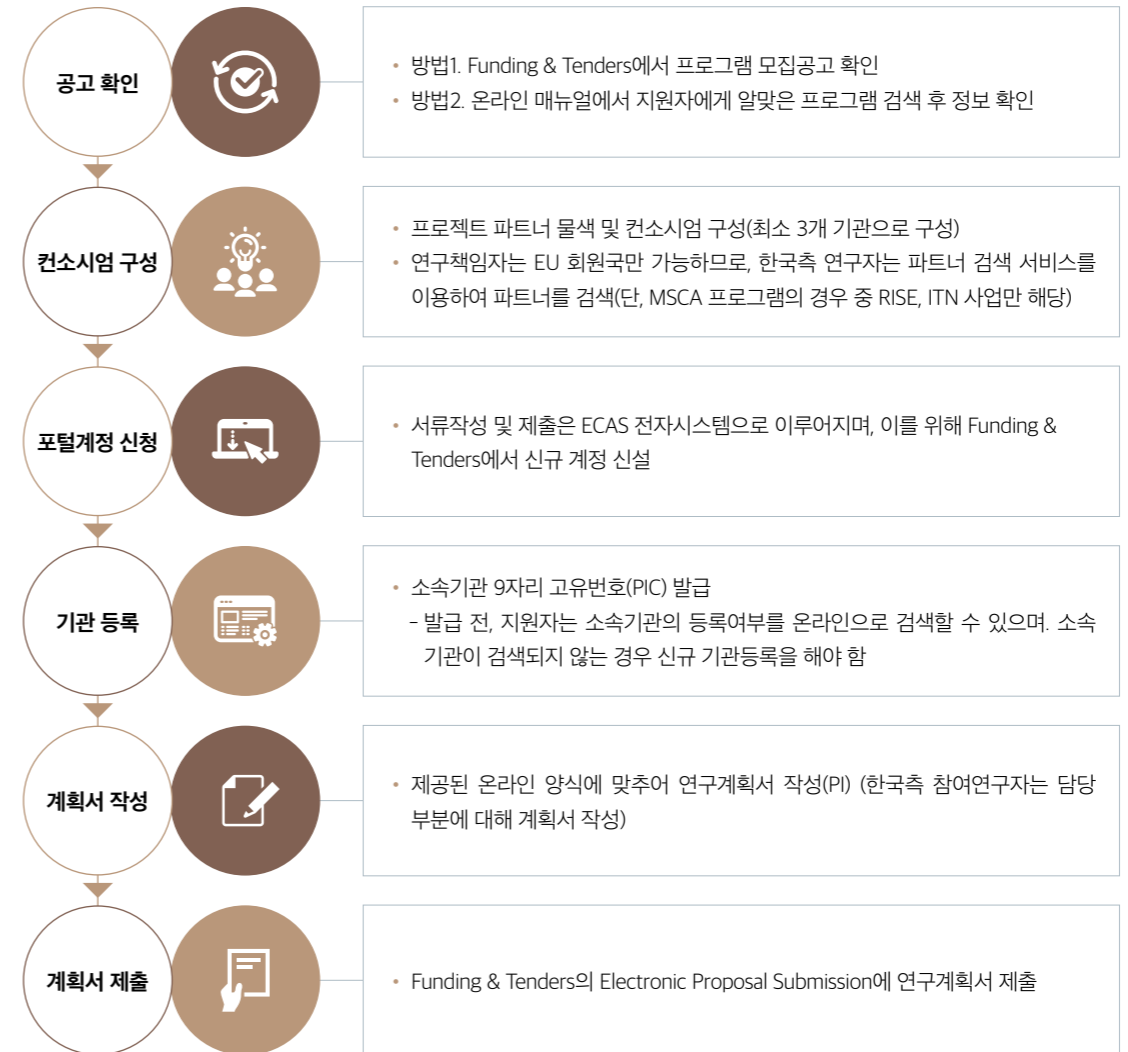 공고 확인
• 방법1. Funding & Tenders에서 프로그램 모집공고 확인
• 방법2. 온라인 매뉴얼에서 지원자에게 알맞은 프로그램 검색 후 정보 확인
컨소시엄 구성
• 프로젝트 파트너 물색 및 컨소시엄 구성(최소 3개 기관으로 구성)
• 연구책임자는 EU 회원국만 가능하므로, 한국측 연구자는 파트너 검색 서비스를
이용하여 파트너를 검색(단, MSCA 프로그램의 경우 중 RISE, ITN 사업만 해당)
포털계정 신청
• 서류작성 및 제출은 ECAS 전자시스템으로 이루어지며, 이를 위해 Funding &
Tenders에서 신규 계정 신설
기관 등록
• 소속기관 9자리 고유번호(PIC) 발급
– 발급 전, 지원자는 소속기관의 등록여부를 온라인으로 검색할 수 있으며. 소속
기관이 검색되지 않는 경우 신규 기관등록을 해야 함
계획서 작성
• 제공된 온라인 양식에 맞추어 연구계획서 작성(PI) (한국측 참여연구자는 담당
부분에 대해 계획서 작성)
계획서 제출
• Funding & Tenders의 Electronic Proposal Submission에 연구계획서 제출